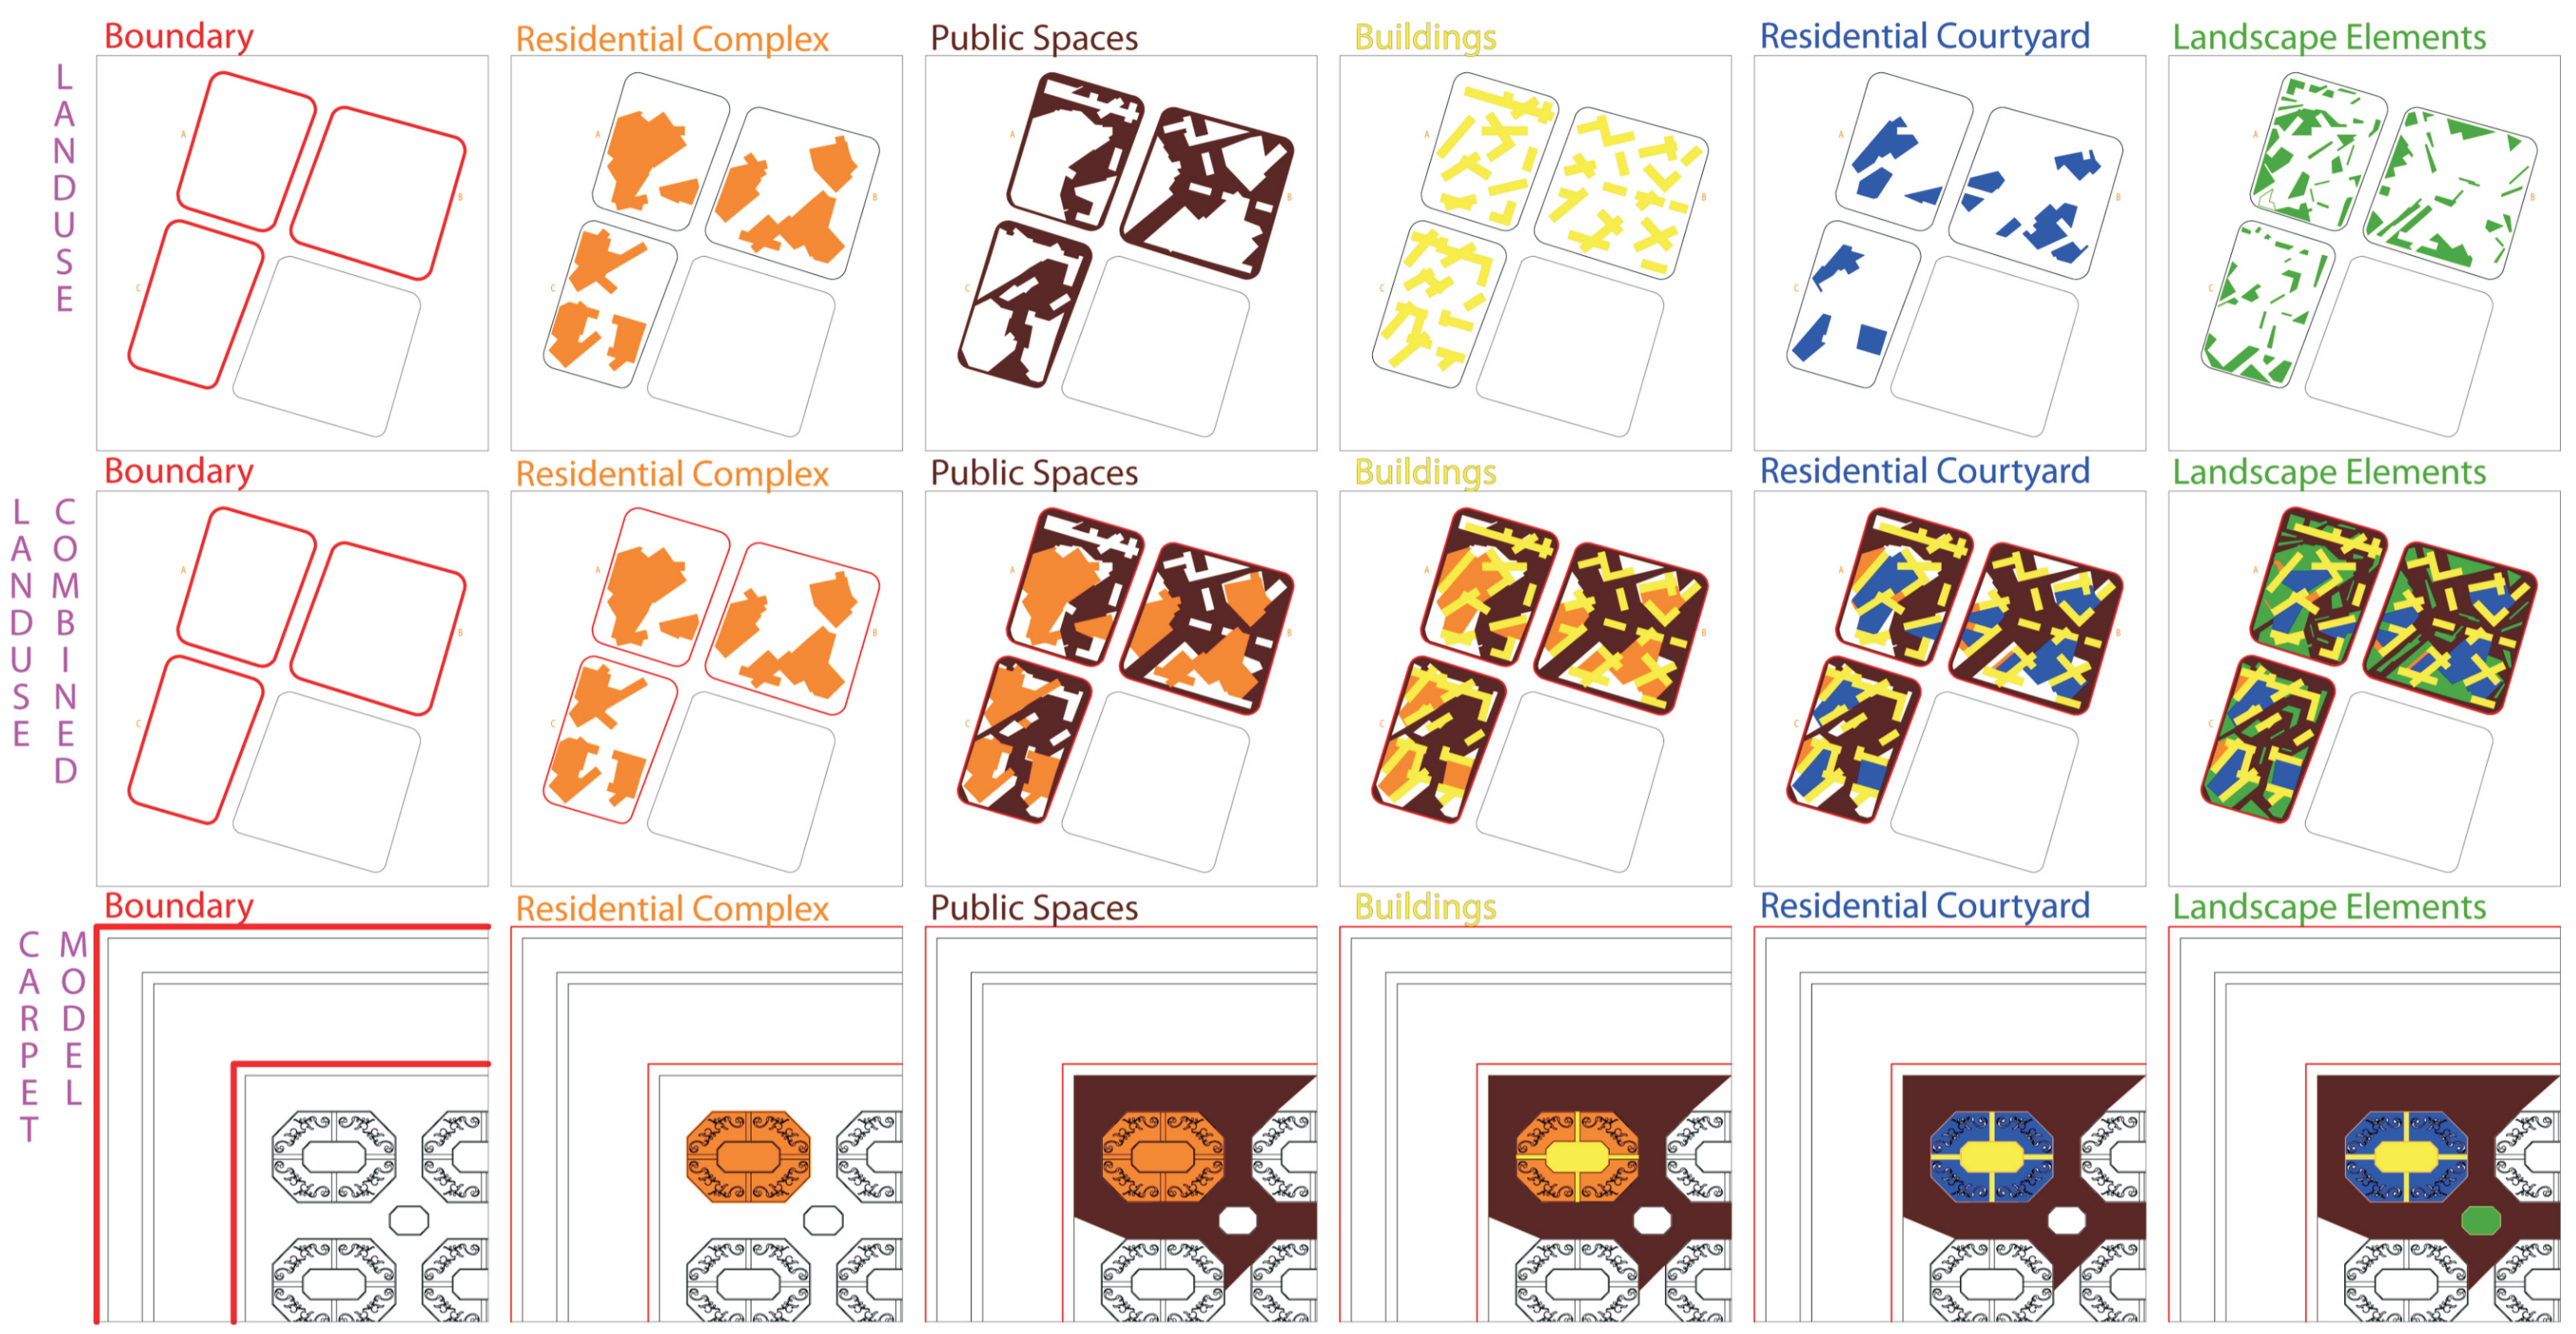 Boundary
Residential Complex
Public Spaces
Buildings
Residential Courtyard
Landscape Elements
LANDUSE
A
B
C
A
B
C
A
B
C
A
B
C
A
B
C
A
B
C
Boundary
Residential Complex
Public Spaces
Buildings
Residential Courtyard
Landscape Elements
LANDUSE
COMBINED
A
B
C
A
B
C
A
B
C
A
B
C
A
B
C
A
B
C
Boundary
Residential Complex
Public Spaces
Buildings
Residential Courtyard
Landscape Elements
CARPET
MODEL